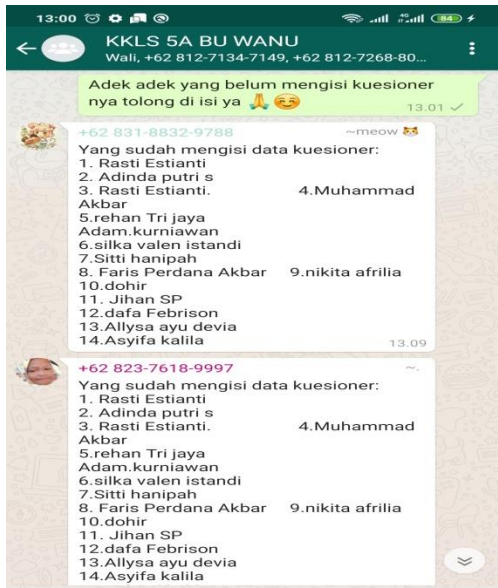 13:00
84
KKLS 5A BU WANU
Wali, +62 812-7134-7149, +62 812-7268-80...
Adek adek yang belum mengisi kuesioner
nya tolong di isi ya
13.01
+62 831-8832-9788 ~meow
Yang sudah mengisi data kuesioner:
1. Rasti Estianti
2. Adinda putri s
3. Rasti Estianti. 4.Muhammad
Akbar
5.rehan Tri jaya
Adam.kurniawan
6.silka valen istandi
7.Sitti hanipah
8. Faris Perdana Akbar 9.nikita afrilia
10.dohir
11. Jihan SP
12.dafa Febrison
13.Allysa ayu devia
14.Asyifa kalila
13.09
+62 823-7618-9997 ~.
Yang sudah mengisi data kuesioner:
1. Rasti Estianti
2. Adinda putri s
3. Rasti Estianti. 4.Muhammad
Akbar
5.rehan Tri jaya
Adam.kurniawan
6.silka valen istandi
7.Sitti hanipah
8. Faris Perdana Akbar 9.nikita afrilia
10.dohir
11. Jihan SP
12.dafa Febrison
13.Allysa ayu devia
14.Asyifa kalila